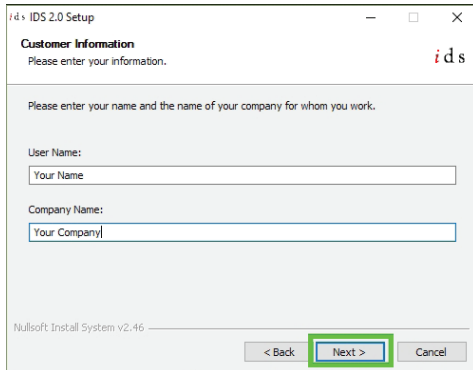 ids IDS 2.0 Setup
Customer Information
Please enter your information.
ids
Please enter your name and the name of your company for whom you work.
User Name:
Your Name
Company Name:
Your Company
Nullsoft Install System v2.46
< Back Next > Cancel